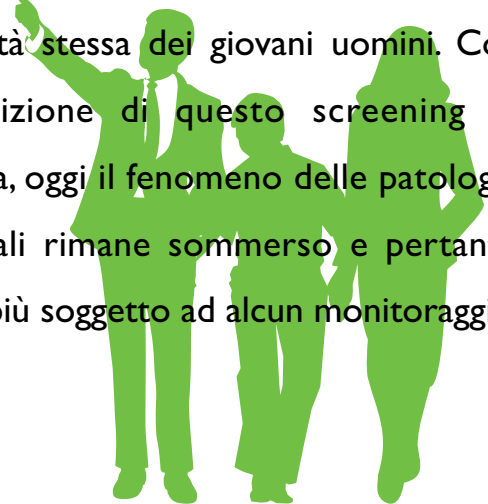 tà stessa dei giovani uomini. Co
izione di questo screening
a, oggi il fenomeno delle patolog
ali rimane sommerso e pertan
più soggetto ad alcun monitoraggi